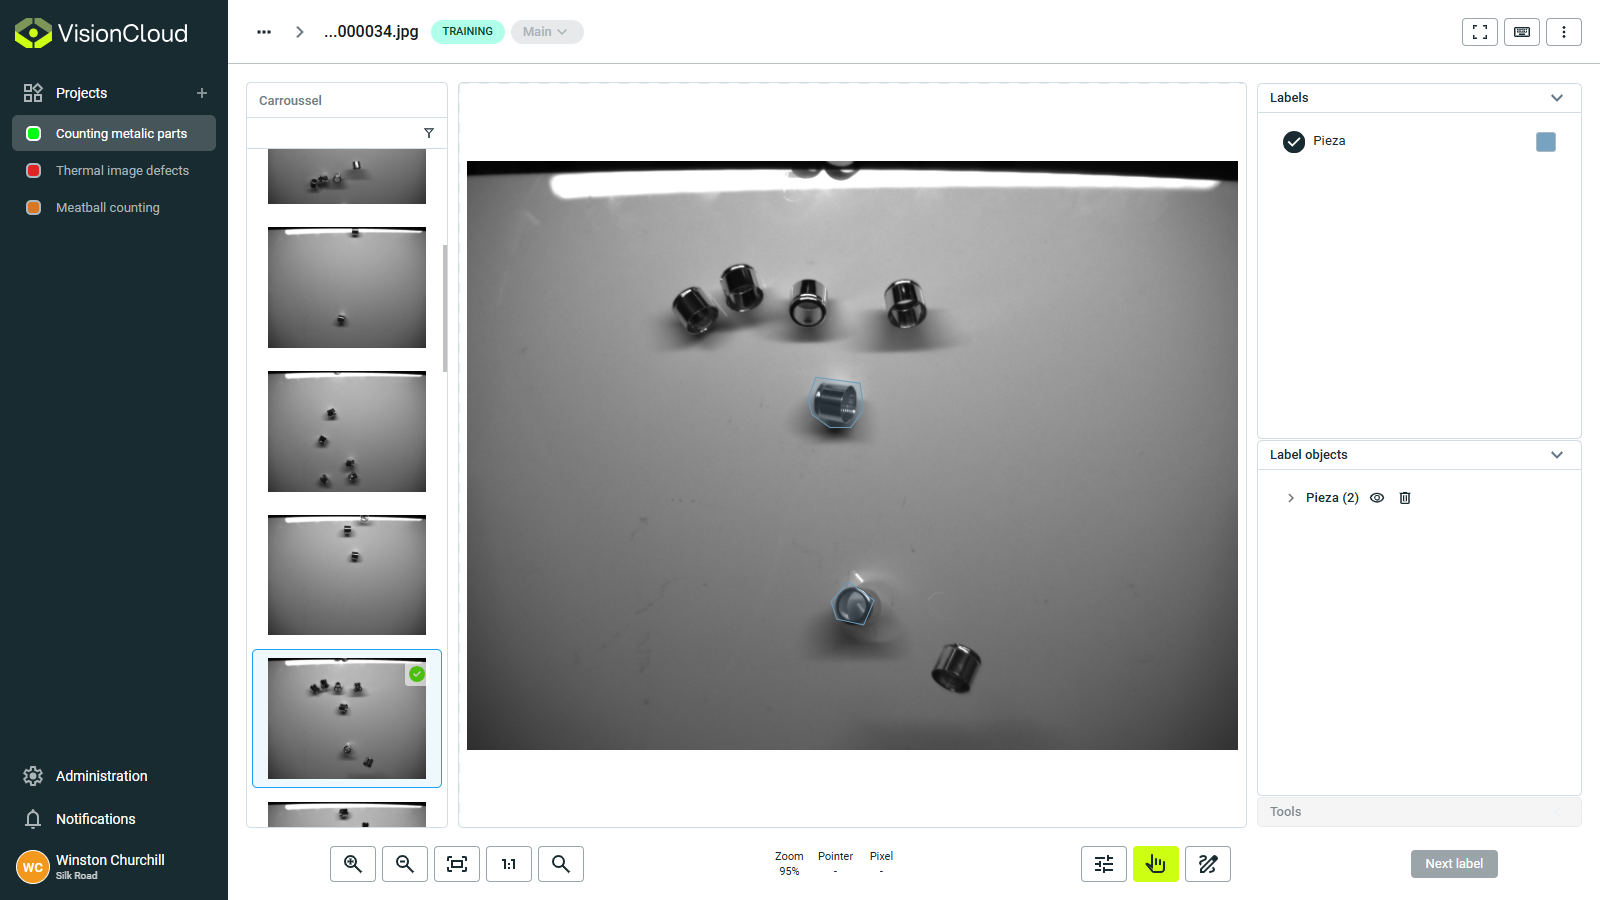 VisionCloud
Projects
Counting metalic parts
Thermal image defects
Meatball counting
Administration
Notifications
WC
Winston Churchill
Silk Road
...000034.jpg
TRAINING
Main
Carroussel
Labels
Pieza
Label objects
Pieza (2)
Tools
1:1
Zoom
95%
Pointer
-
Pixel
-
Next label